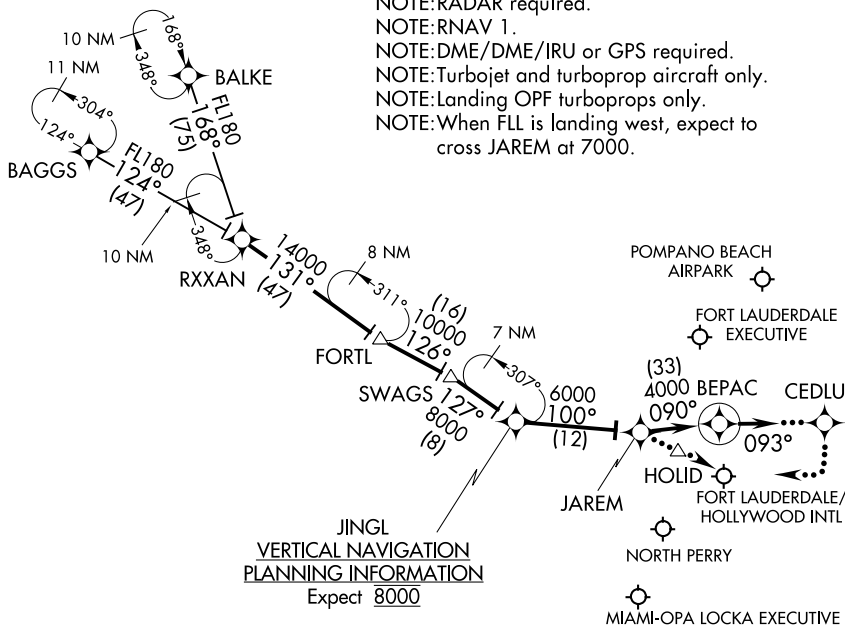 NOTE:RADAR required.
NOTE:RNAV 1.
NOTE:DME/DME/IRU or GPS required.
NOTE:Turbojet and turboprop aircraft only.
NOTE:Landing OPF turboprops only.
NOTE:When FLL is landing west, expect to
cross JAREM at 7000.
10 NM
168°
348°
BALKE
11 NM
304°
124°
BAGGS
FL180
168°
(75)
FL180
124°
(47)
10 NM
348°
RXXAN
14000
131°
(47)
8 NM
311°
FORTL
(16)
10000
126°
7 NM
307°
SWAGS
127°
8000
(8)
6000
100°
(12)
POMPANO BEACH
AIRPARK
FORT LAUDERDALE
EXECUTIVE
(33)
4000
090°
BEPAC
CEDLU
093°
HOLID
JAREM
FORT LAUDERDALE/
HOLLYWOOD INTL
NORTH PERRY
MIAMI-OPA LOCKA EXECUTIVE
JINGL
VERTICAL NAVIGATION
PLANNING INFORMATION
Expect 8000